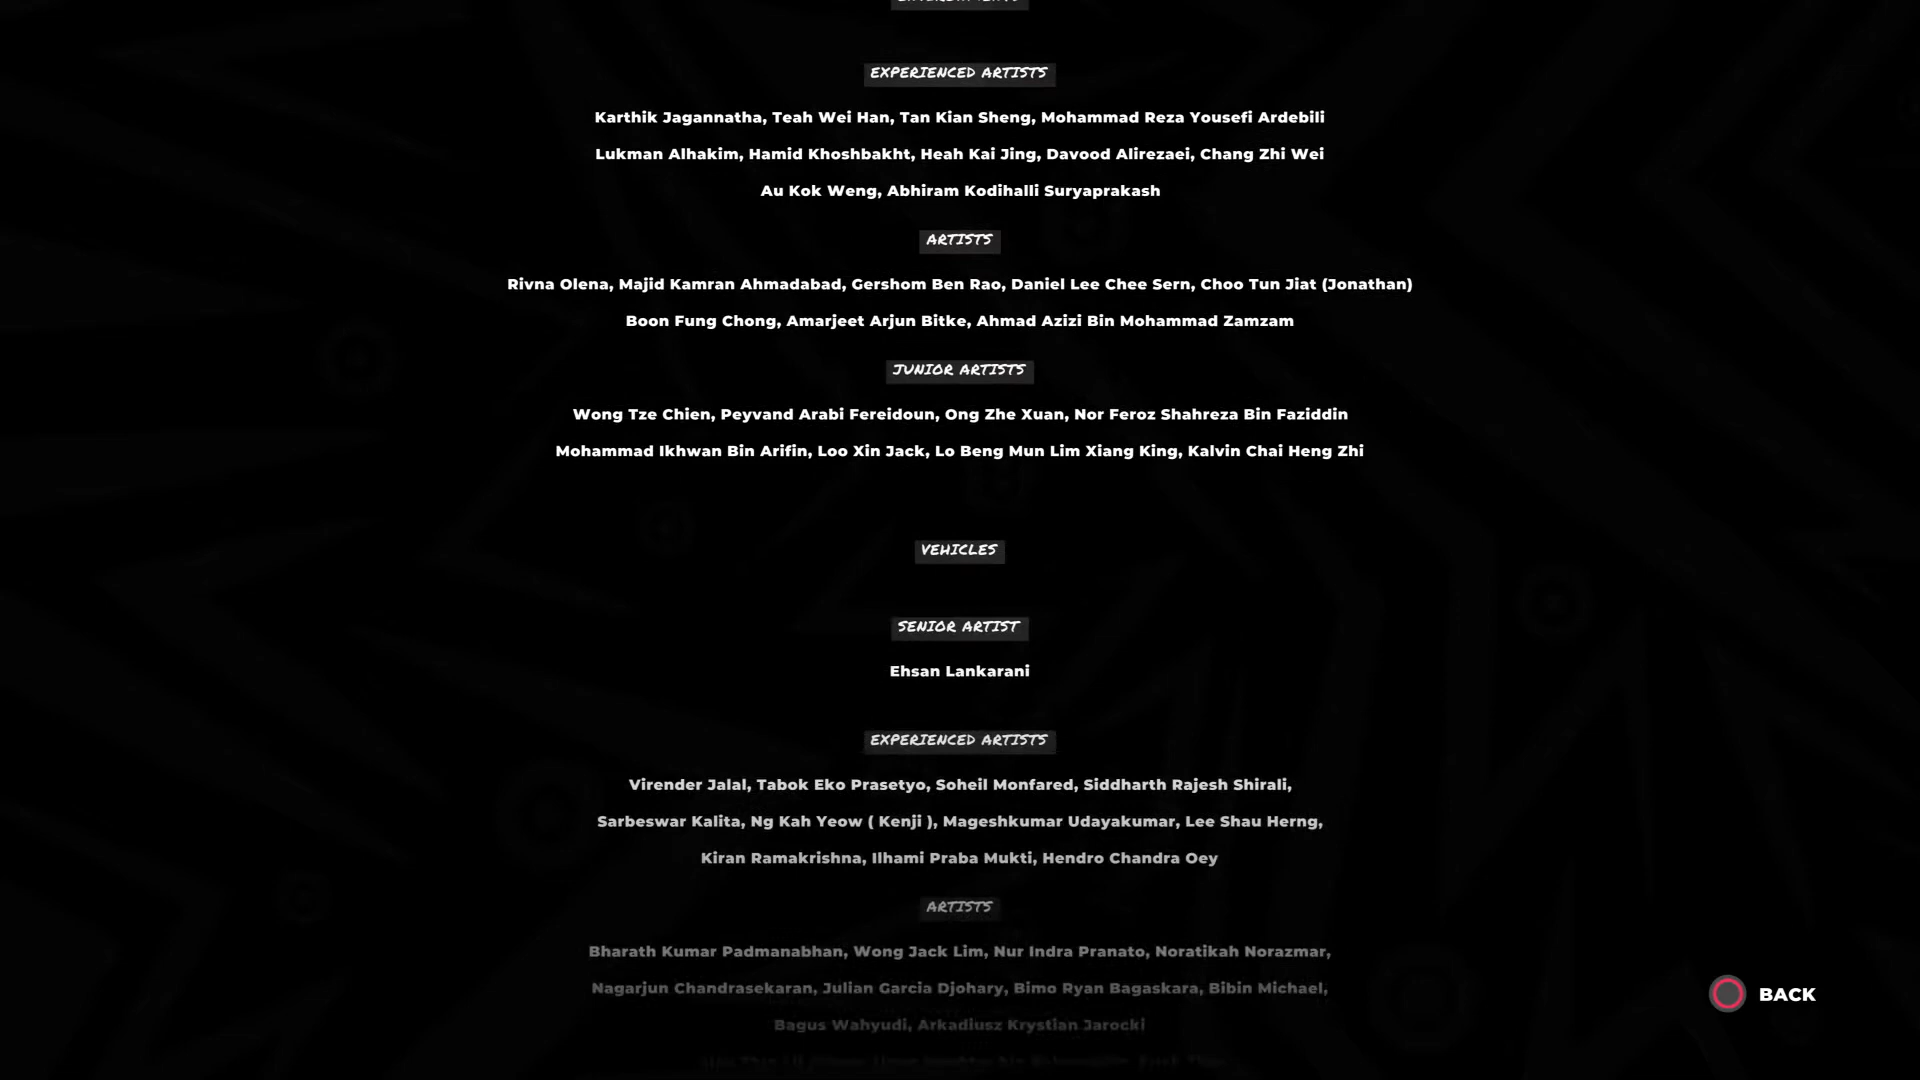 EXPERIENCED ARTISTS
Karthik Jagannatha, Teah Wei Han, Tan Kian Sheng, Mohammad Reza Yousefi Ardebili
Lukman Alhakim, Hamid Khoshbakht, Heah Kai Jing, Davood Alirezaei, Chang Zhi Wei
Au Kok Weng, Abhiram Kodihalli Suryaprakash
ARTISTS
Rivna Olena, Majid Kamran Ahmadabad, Gershom Ben Rao, Daniel Lee Chee Sern, Choo Tun Jiat (Jonathan)
Boon Fung Chong, Amarjeet Arjun Bitke, Ahmad Azizi Bin Mohammad Zamzam
JUNIOR ARTISTS
Wong Tze Chien, Peyvand Arabi Fereidoun, Ong Zhe Xuan, Nor Feroz Shahreza Bin Faziddin
Mohammad Ikhwan Bin Arifin, Loo Xin Jack, Lo Beng Mun Lim Xiang King, Kalvin Chai Heng Zhi
VEHICLES
SENIOR ARTIST
Ehsan Lankarani
EXPERIENCED ARTISTS
Virender Jalal, Tabok Eko Prasetyo, Soheil Monfared, Siddharth Rajesh Shirali,
Sarbeswar Kalita, Ng Kah Yeow ( Kenji ), Mageshkumar Udayakumar, Lee Shau Herng,
Kiran Ramakrishna, Ilhami Praba Mukti, Hendro Chandra Oey
ARTISTS
Bharath Kumar Padmanabhan, Wong Jack Lim, Nur Indra Pranato, Noratikah Norazmar,
Nagarjun Chandrasekaran, Julian Garcia Djohary, Bimo Ryan Bagaskara, Bibin Michael,
Bagus Wahyudi, Arkadiusz Krystian Jarocki
BACK